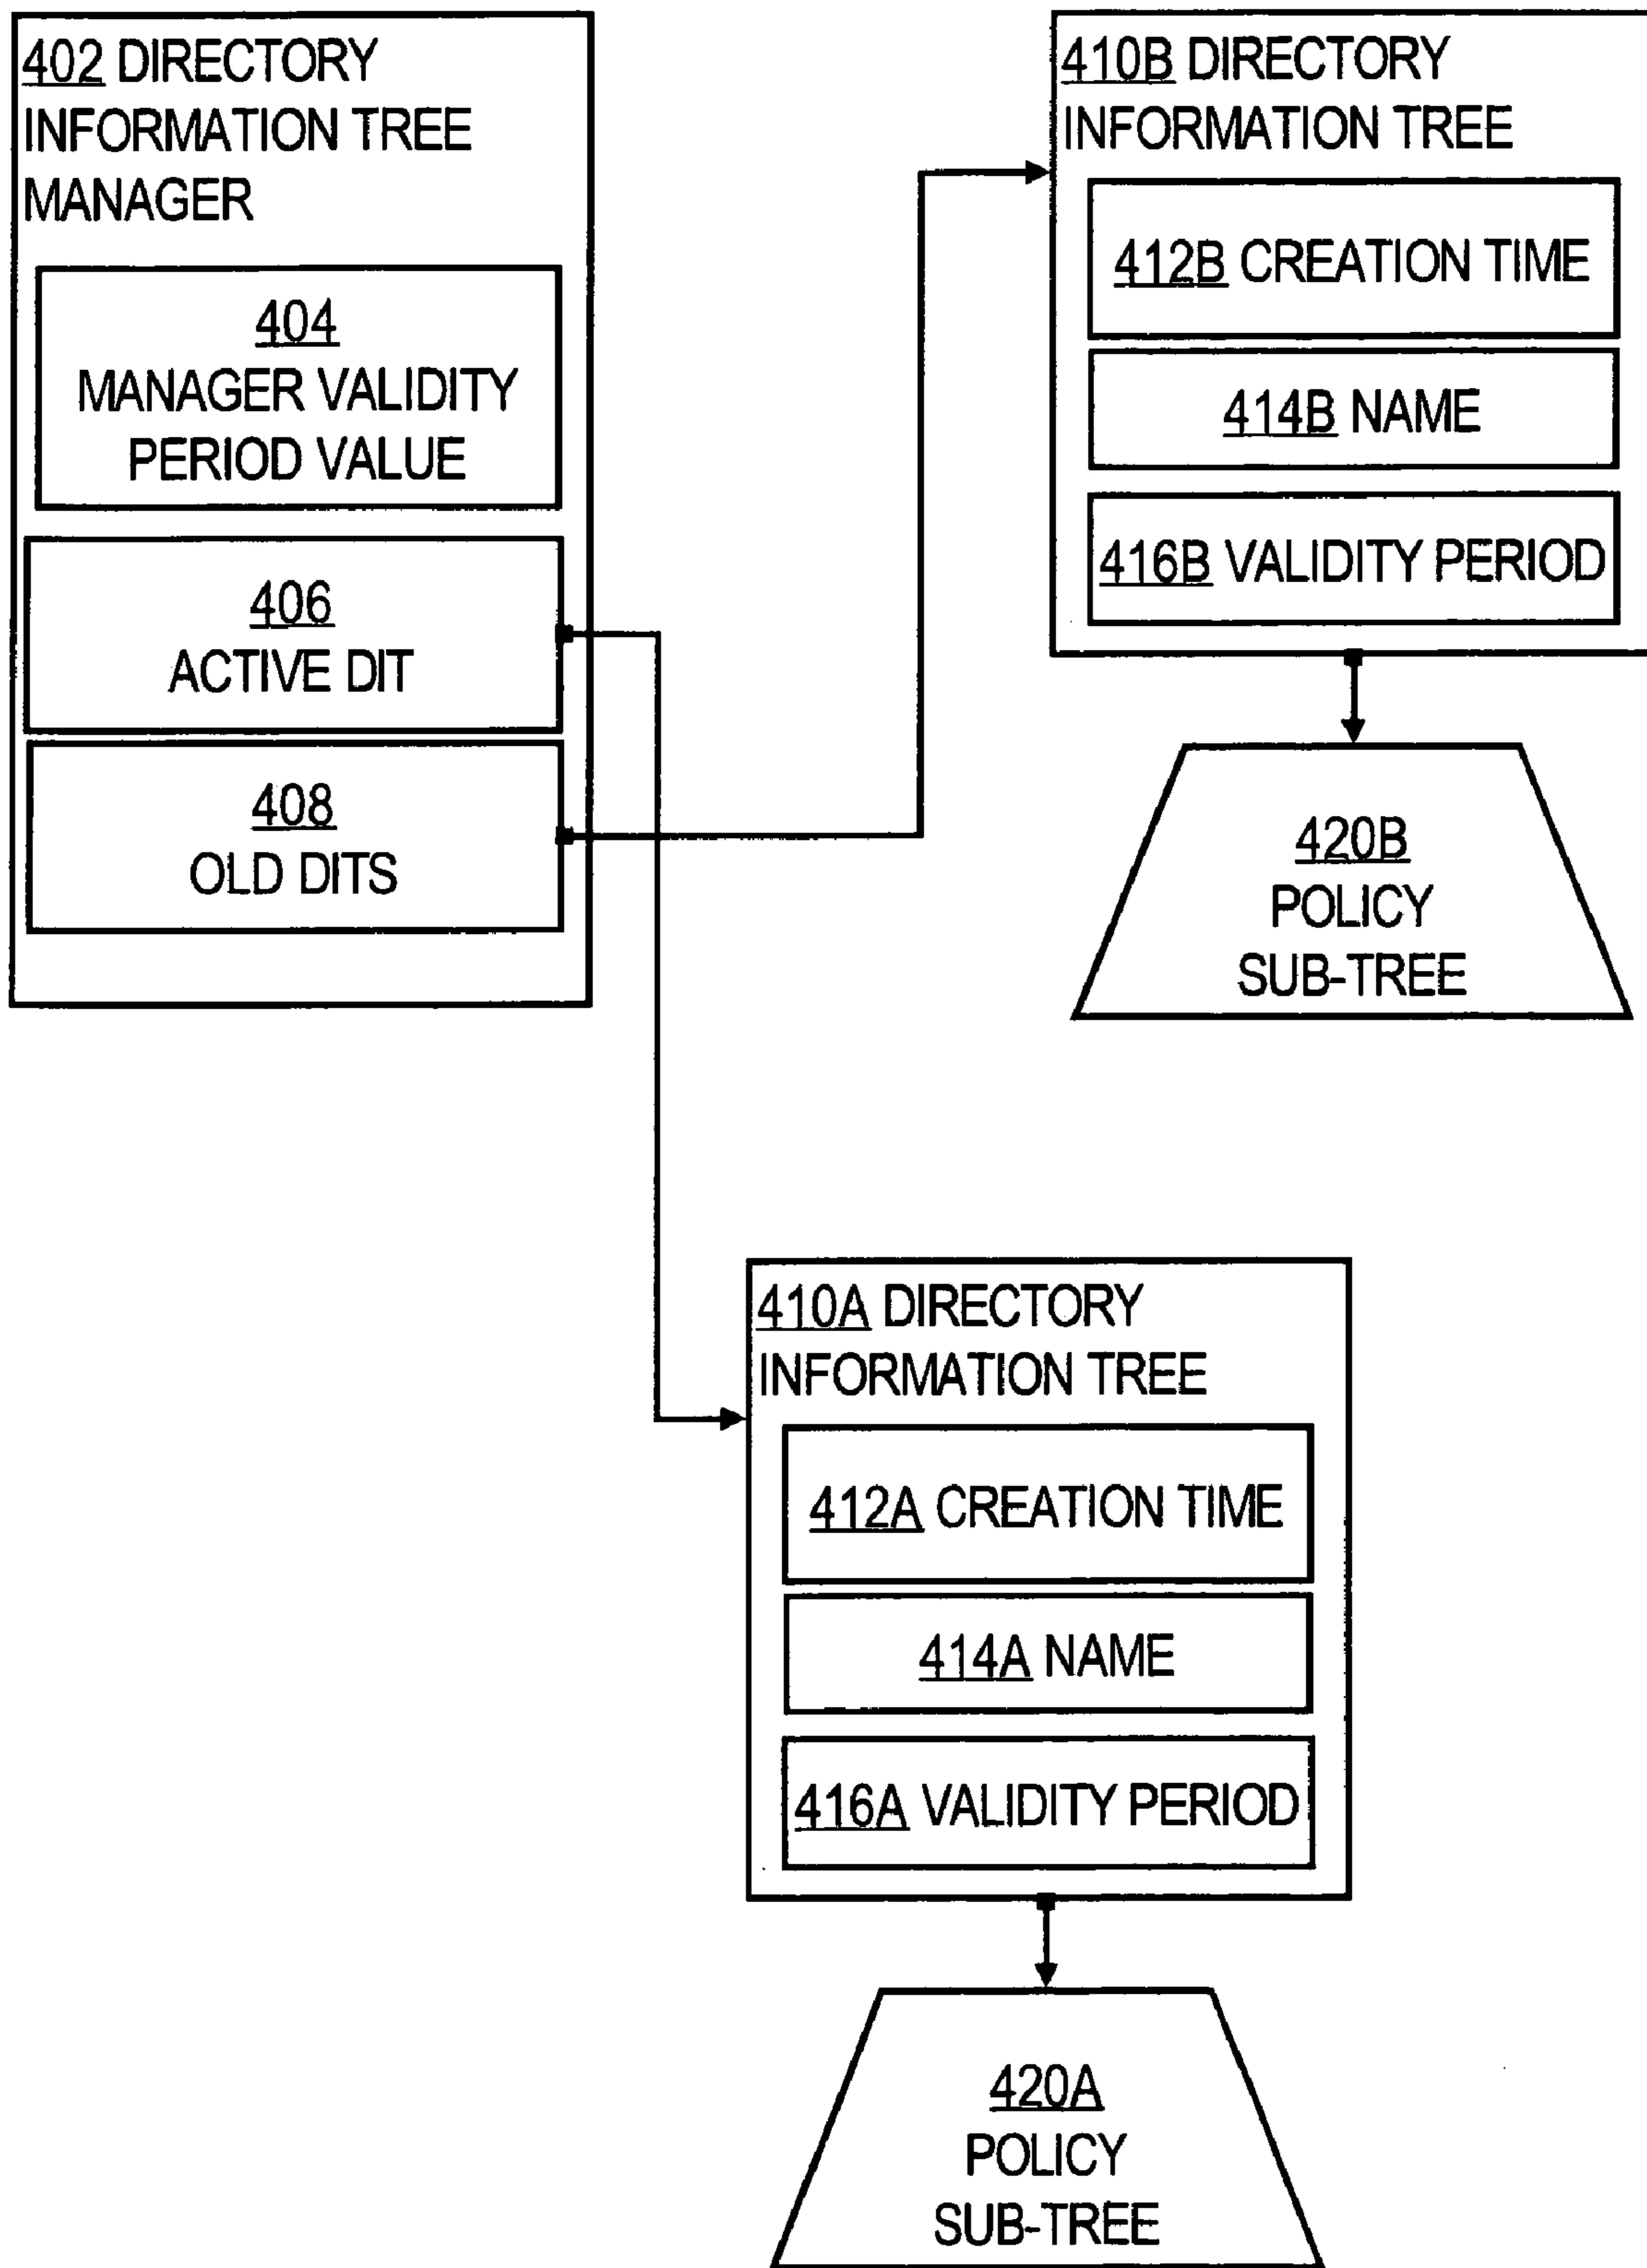 402 DIRECTORY
INFORMATION TREE
MANAGER
404
MANAGER VALIDITY
PERIOD VALUE
406
ACTIVE DIT
408
OLD DITS
410B DIRECTORY
INFORMATION TREE
412B CREATION TIME
414B NAME
416B VALIDITY PERIOD
420B
POLICY
SUB-TREE
410A DIRECTORY
INFORMATION TREE
412A CREATION TIME
414A NAME
416A VALIDITY PERIOD
420A
POLICY
SUB-TREE